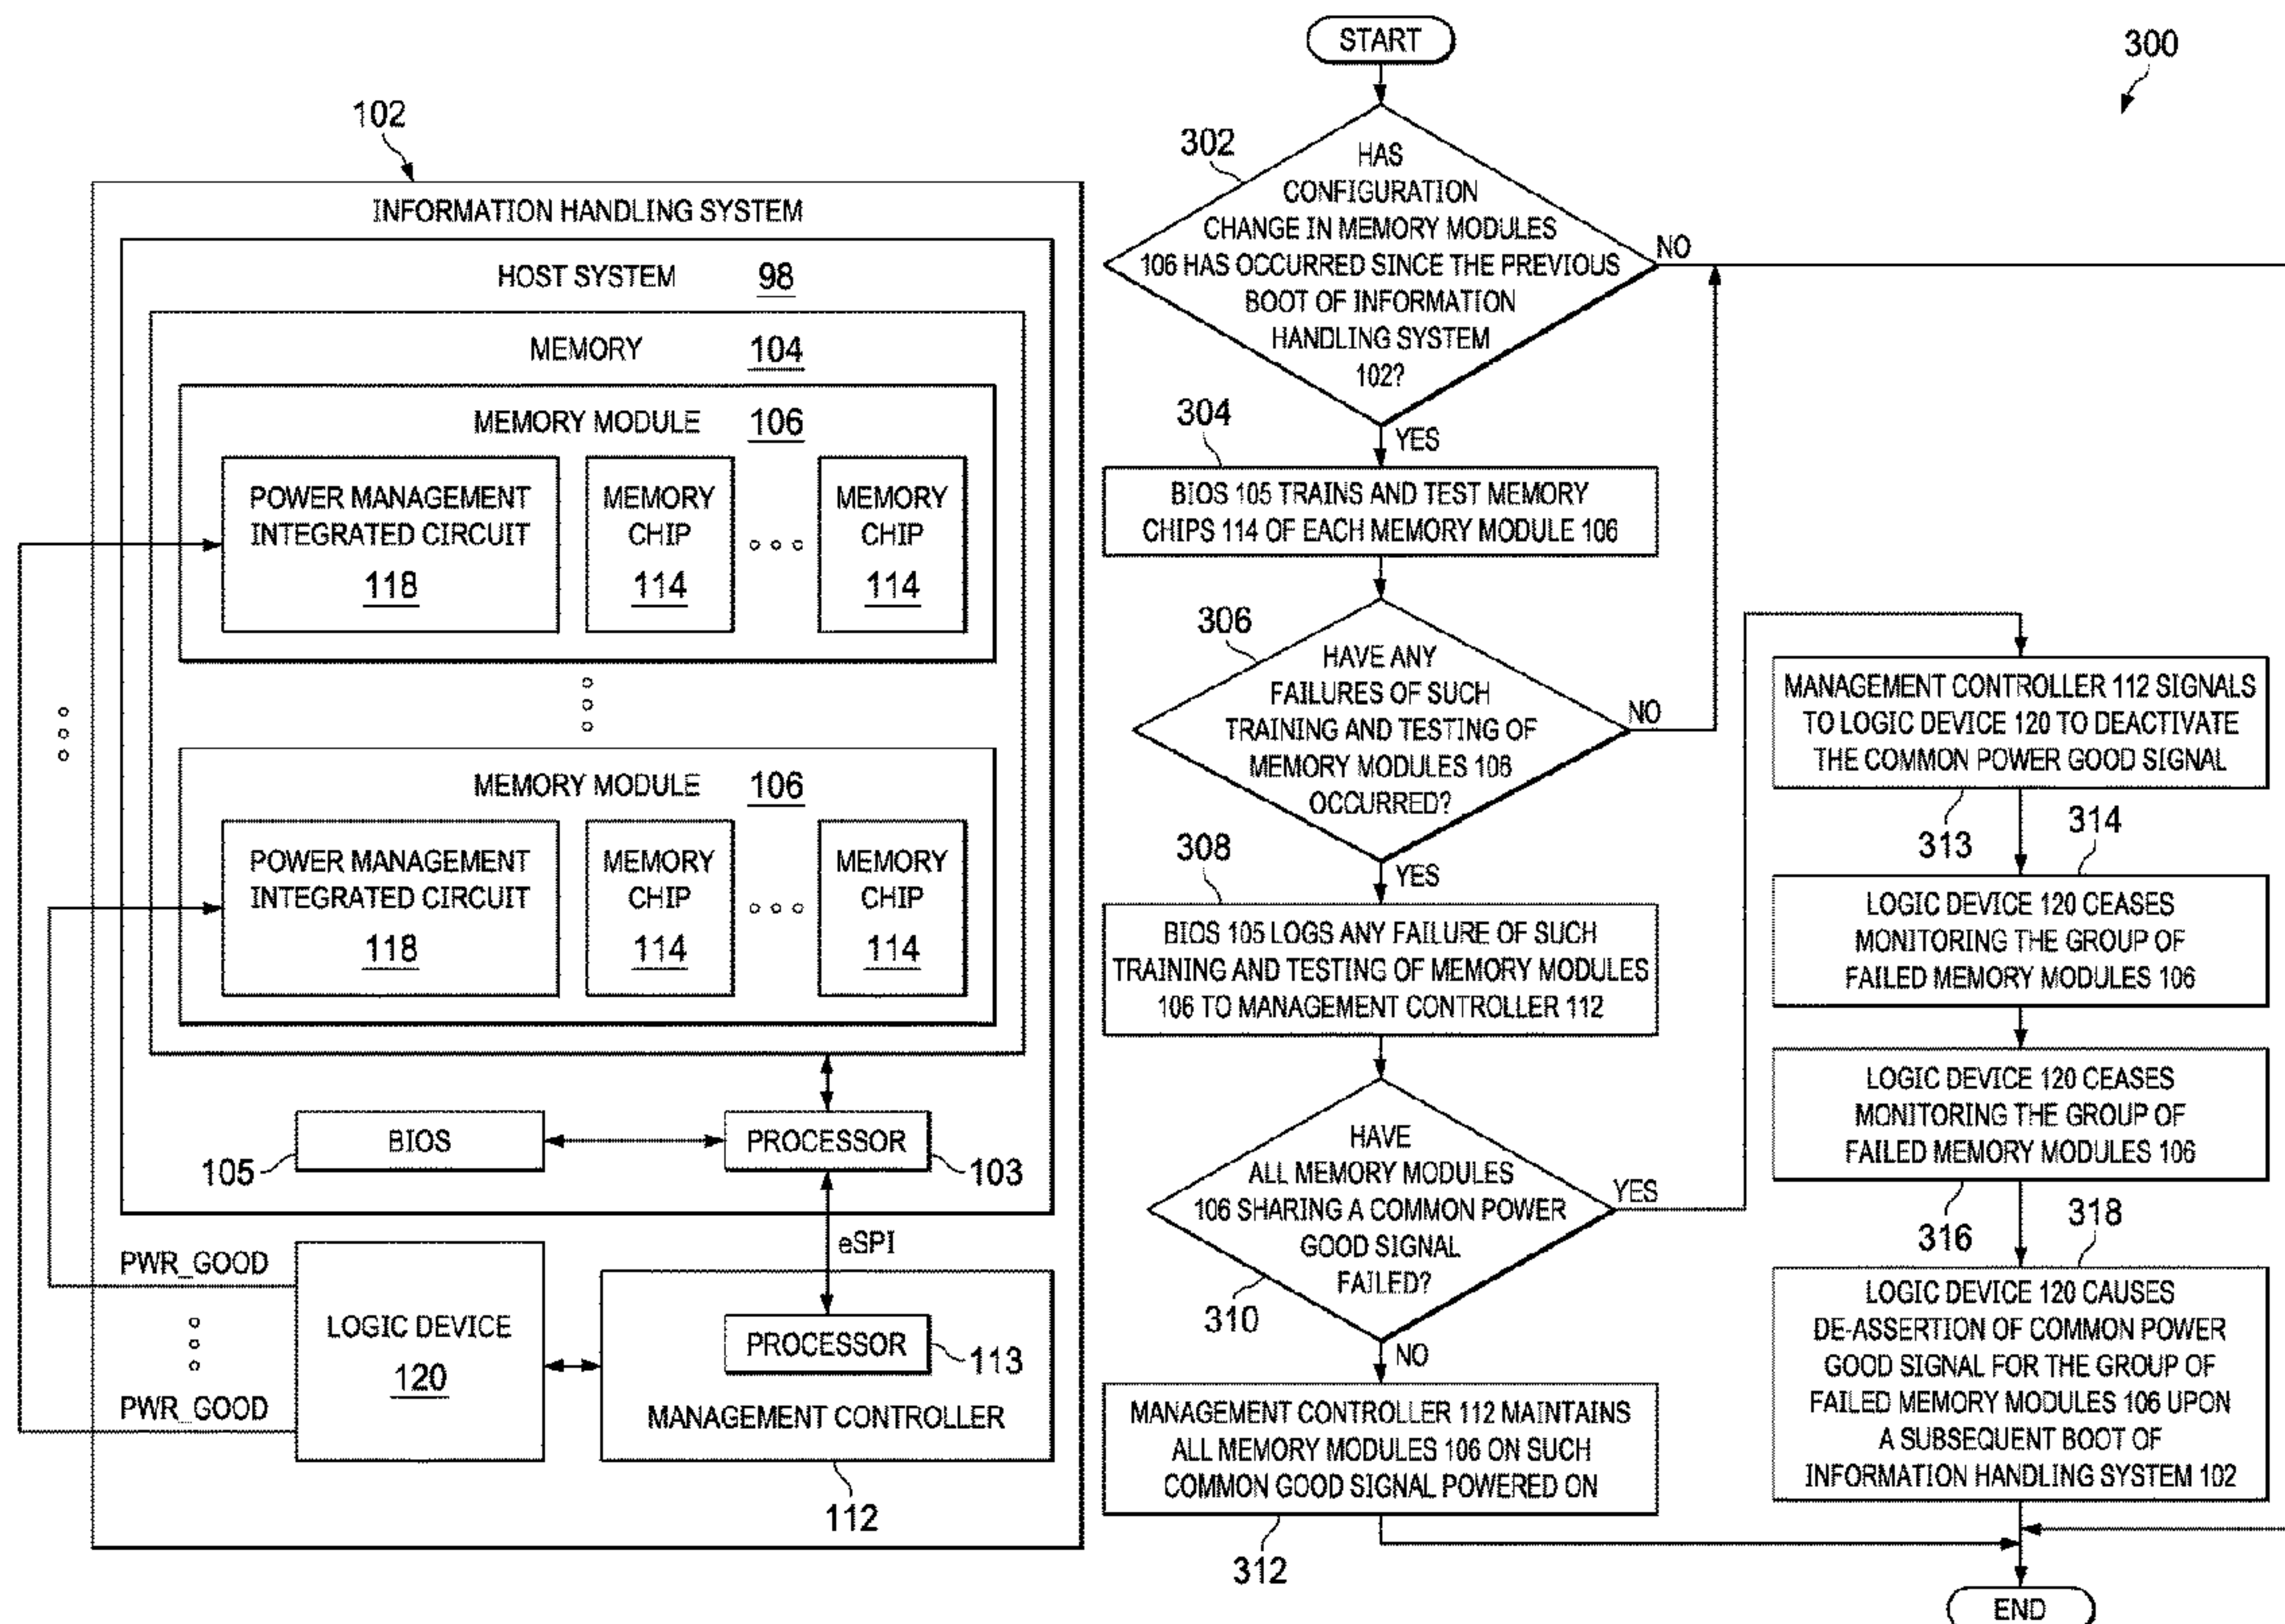 102
INFORMATION HANDLING SYSTEM
HOST SYSTEM 98
MEMORY 104
MEMORY MODULE 106
POWER MANAGEMENT
INTEGRATED CIRCUIT
118
MEMORY
CHIP
114
MEMORY
CHIP
114
MEMORY MODULE 106
POWER MANAGEMENT
INTEGRATED CIRCUIT
118
MEMORY
CHIP
114
MEMORY
CHIP
114
BIOS
105
PROCESSOR
103
eSPI
PWR_GOOD
PWR_GOOD
LOGIC DEVICE
120
PROCESSOR
113
MANAGEMENT CONTROLLER
112
300
START
302
HAS
CONFIGURATION
CHANGE IN MEMORY MODULES
106 HAS OCCURRED SINCE THE PREVIOUS
BOOT OF INFORMATION
HANDLING SYSTEM
102?
NO
YES
304
BIOS 105 TRAINS AND TEST MEMORY
CHIPS 114 OF EACH MEMORY MODULE 106
306
HAVE ANY
FAILURES OF SUCH
TRAINING AND TESTING OF
MEMORY MODULES 106
OCCURRED?
NO
YES
308
BIOS 105 LOGS ANY FAILURE OF SUCH
TRAINING AND TESTING OF MEMORY MODULES
106 TO MANAGEMENT CONTROLLER 112
HAVE
ALL MEMORY MODULES
106 SHARING A COMMON POWER
GOOD SIGNAL
FAILED?
310
YES
NO
MANAGEMENT CONTROLLER 112 MAINTAINS
ALL MEMORY MODULES 106 ON SUCH
COMMON GOOD SIGNAL POWERED ON
312
MANAGEMENT CONTROLLER 112 SIGNALS
TO LOGIC DEVICE 120 TO DEACTIVATE
THE COMMON POWER GOOD SIGNAL
313
314
LOGIC DEVICE 120 CEASES
MONITORING THE GROUP OF
FAILED MEMORY MODULES 106
LOGIC DEVICE 120 CEASES
MONITORING THE GROUP OF
FAILED MEMORY MODULES 106
316
318
LOGIC DEVICE 120 CAUSES
DE-ASSERTION OF COMMON POWER
GOOD SIGNAL FOR THE GROUP OF
FAILED MEMORY MODULES 106 UPON
A SUBSEQUENT BOOT OF
INFORMATION HANDLING SYSTEM 102
END